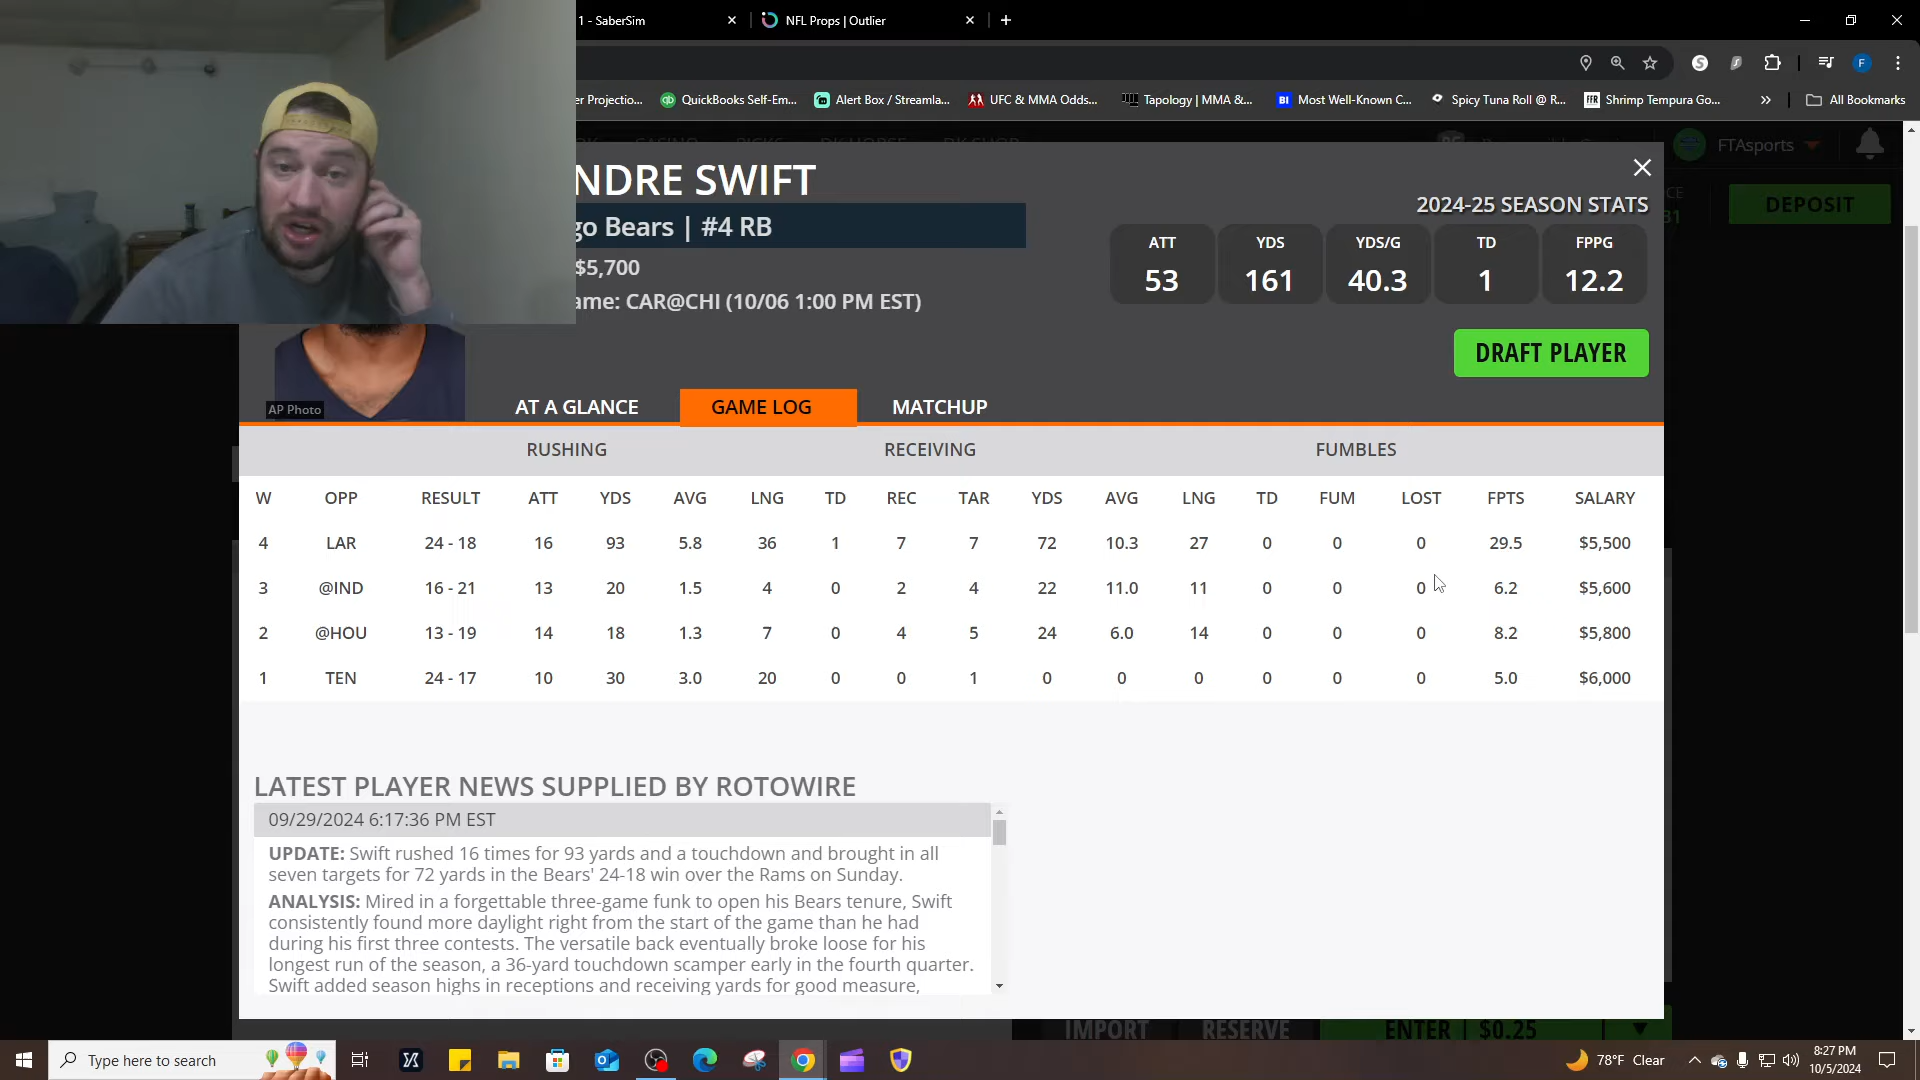 1 - SaberSim
NFL Props | Outlier
er Projectio...
QuickBooks Self-Em...
Alert Box / Streamla...
UFC & MMA Odds...
Tapology | MMA &...
Most Well-Known C...
Spicy Tuna Roll @ R...
Shrimp Tempura Go...
All Bookmarks
FTAsports
DEPOSIT
NDRE SWIFT
go Bears | #4 RB
$5,700
ame: CAR@CHI (10/06 1:00 PM EST)
2024-25 SEASON STATS
ATT YDS YDS/G TD FPPG
53 161 40.3 1 12.2
DRAFT PLAYER
AP Photo
AT A GLANCE GAME LOG MATCHUP
RUSHING RECEIVING FUMBLES
W OPP RESULT ATT YDS AVG LNG TD REC TAR YDS AVG LNG TD FUM LOST FPTS SALARY
4 LAR 24 - 18 16 93 5.8 36 1 7 7 72 10.3 27 0 0 0 29.5 $5,500
3 @IND 16 - 21 13 20 1.5 4 0 2 4 22 11.0 11 0 0 0 6.2 $5,600
2 @HOU 13 - 19 14 18 1.3 7 0 4 5 24 6.0 14 0 0 0 8.2 $5,800
1 TEN 24 - 17 10 30 3.0 20 0 0 1 0 0 0 0 0 0 5.0 $6,000
LATEST PLAYER NEWS SUPPLIED BY ROTOWIRE
09/29/2024 6:17:36 PM EST
UPDATE: Swift rushed 16 times for 93 yards and a touchdown and brought in all
seven targets for 72 yards in the Bears' 24-18 win over the Rams on Sunday.
ANALYSIS: Mired in a forgettable three-game funk to open his Bears tenure, Swift
consistently found more daylight right from the start of the game than he had
during his first three contests. The versatile back eventually broke loose for his
longest run of the season, a 36-yard touchdown scamper early in the fourth quarter.
Swift added season highs in receptions and receiving yards for good measure,
IMPORT RESERVE ENTER | $0.25
Type here to search
78°F Clear
8:27 PM
10/5/2024